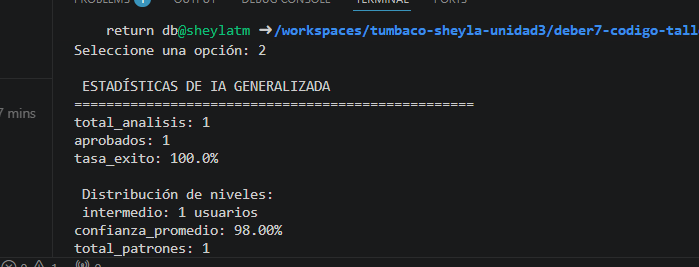 PROBLEMS
OUTPUT
DEBUG CONSOLE
TERMINAL
PORTS
return db@sheylatm ➜/workspaces/tumbaco-sheyla-unidad3/deber7-codigo-tall
Seleccione una opción: 2
ESTADÍSTICAS DE IA GENERALIZADA
==================================================
total_analisis: 1
7 mins
aprobados: 1
tasa_exito: 100.0%
Distribución de niveles:
intermedio: 1 usuarios
confianza_promedio: 98.00%
total_patrones: 1